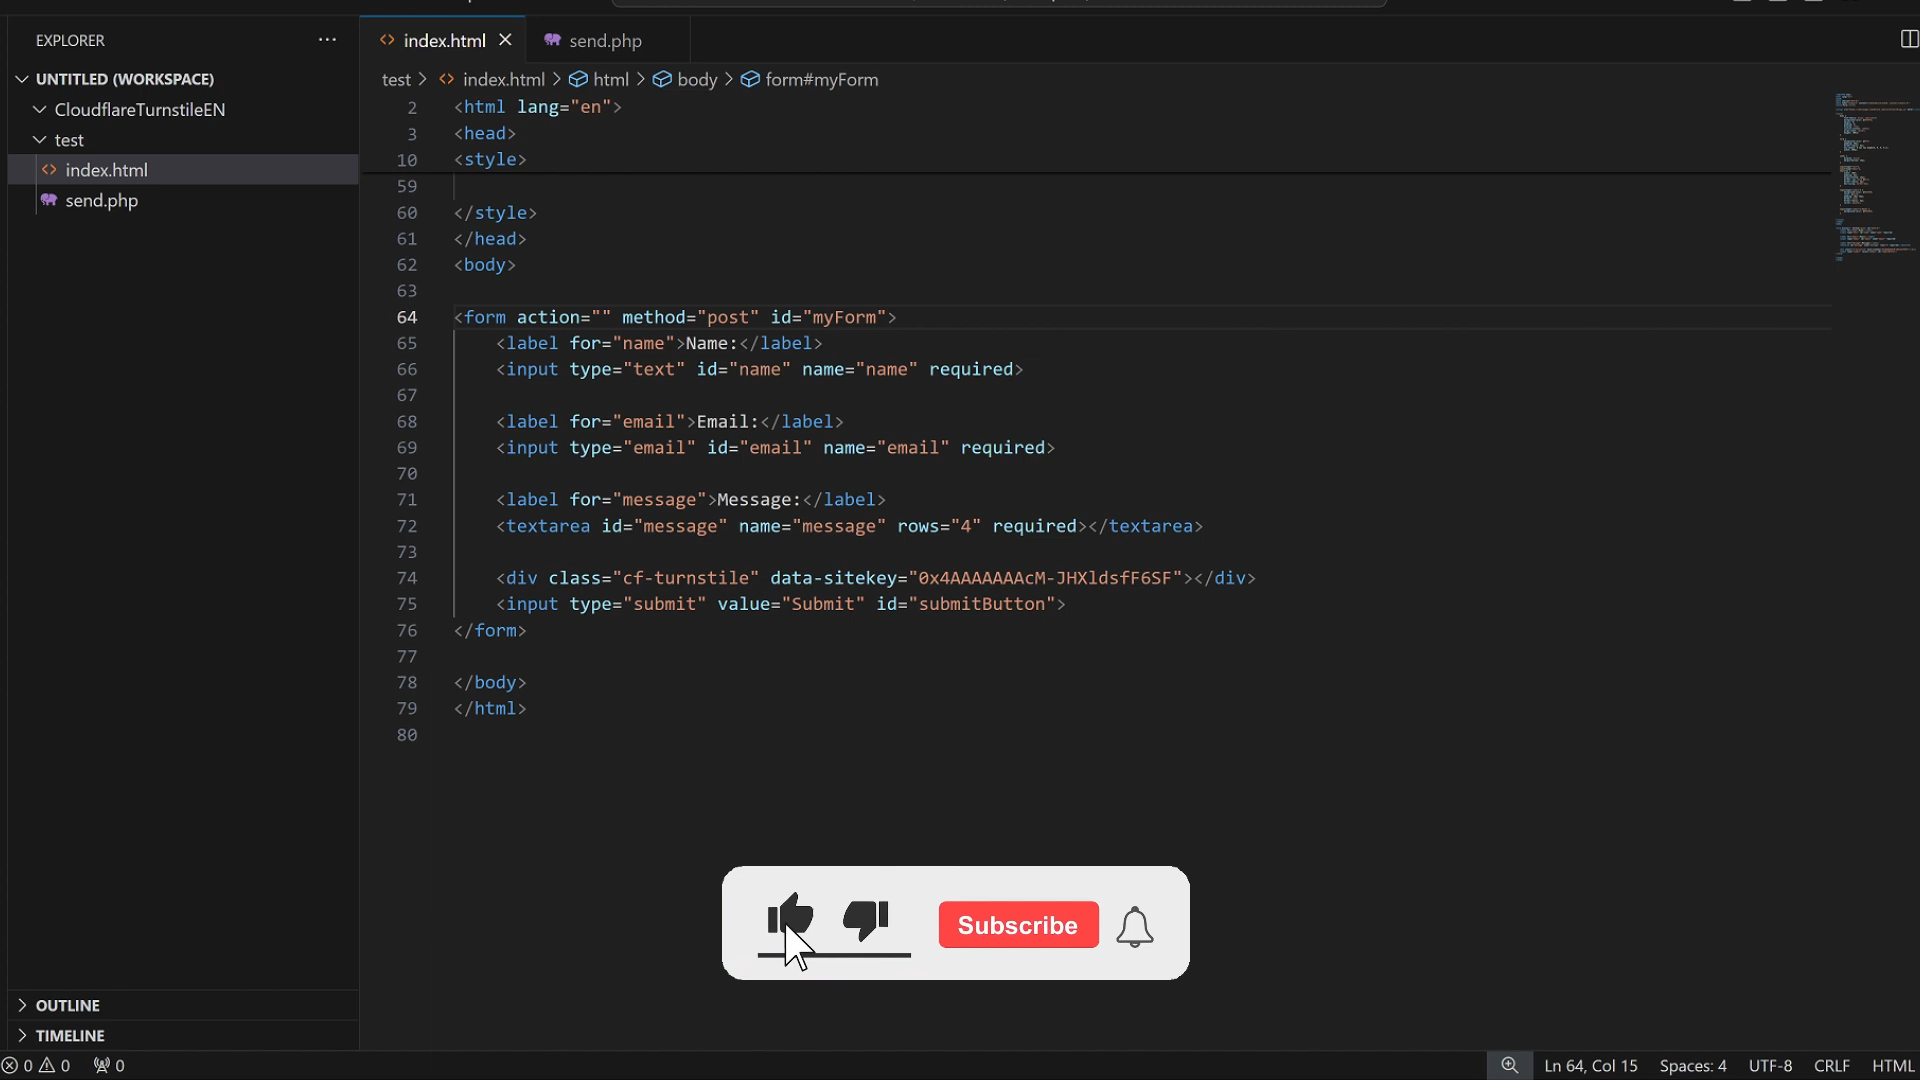 EXPLORER
···
UNTITLED (WORKSPACE)
CloudflareTurnstileEN
test
index.html
send.php
OUTLINE
TIMELINE
index.html
send.php
test > index.html > html > body > form#myForm
2 <html lang="en">
3 <head>
10 <style>
59
60 </style>
61 </head>
62 <body>
63
64 <form action="" method="post" id="myForm">
65 <label for="name">Name:</label>
66 <input type="text" id="name" name="name" required>
67
68 <label for="email">Email:</label>
69 <input type="email" id="email" name="email" required>
70
71 <label for="message">Message:</label>
72 <textarea id="message" name="message" rows="4" required></textarea>
73
74 <div class="cf-turnstile" data-sitekey="0x4AAAAAAAcM-JHXldsfF6SF"></div>
75 <input type="submit" value="Submit" id="submitButton">
76 </form>
77
78 </body>
79 </html>
80
Subscribe
0 0 0
Ln 64, Col 15 Spaces: 4 UTF-8 CRLF HTML